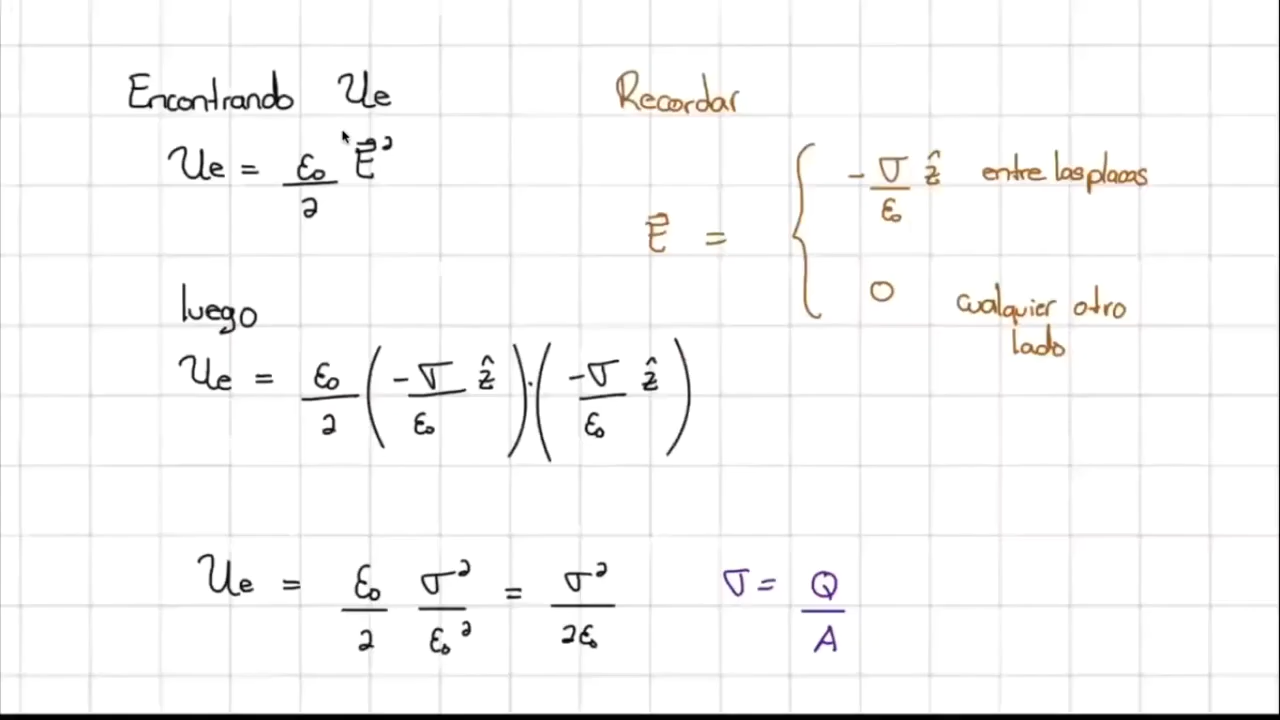 Encontrando Ue
Ue = ε₀/2 E⃗²
Recordar
E⃗ = { -σ/ε₀ ẑ entre las placas
0 cualquier otro
lado
luego
Ue = ε₀/2 (-σ/ε₀ ẑ)·(-σ/ε₀ ẑ)
Ue = ε₀/2 σ²/ε₀² = σ²/2ε₀
σ = Q/A